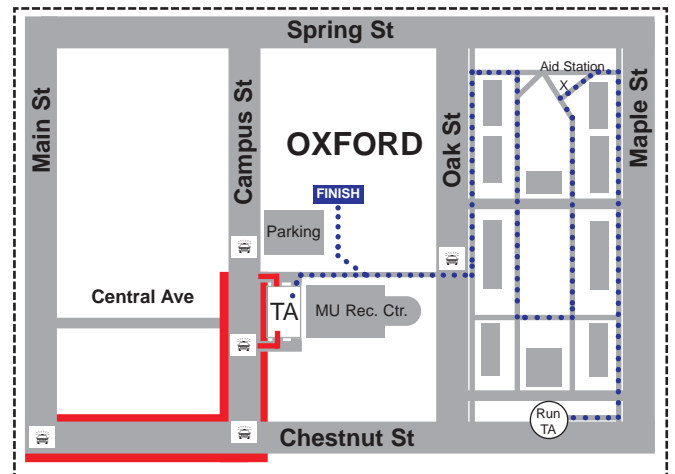 Spring St
Aid Station
X
Main St
Campus St
Oak St
Maple St
OXFORD
FINISH
Parking
Central Ave
TA
MU Rec. Ctr.
Run
TA
Chestnut St